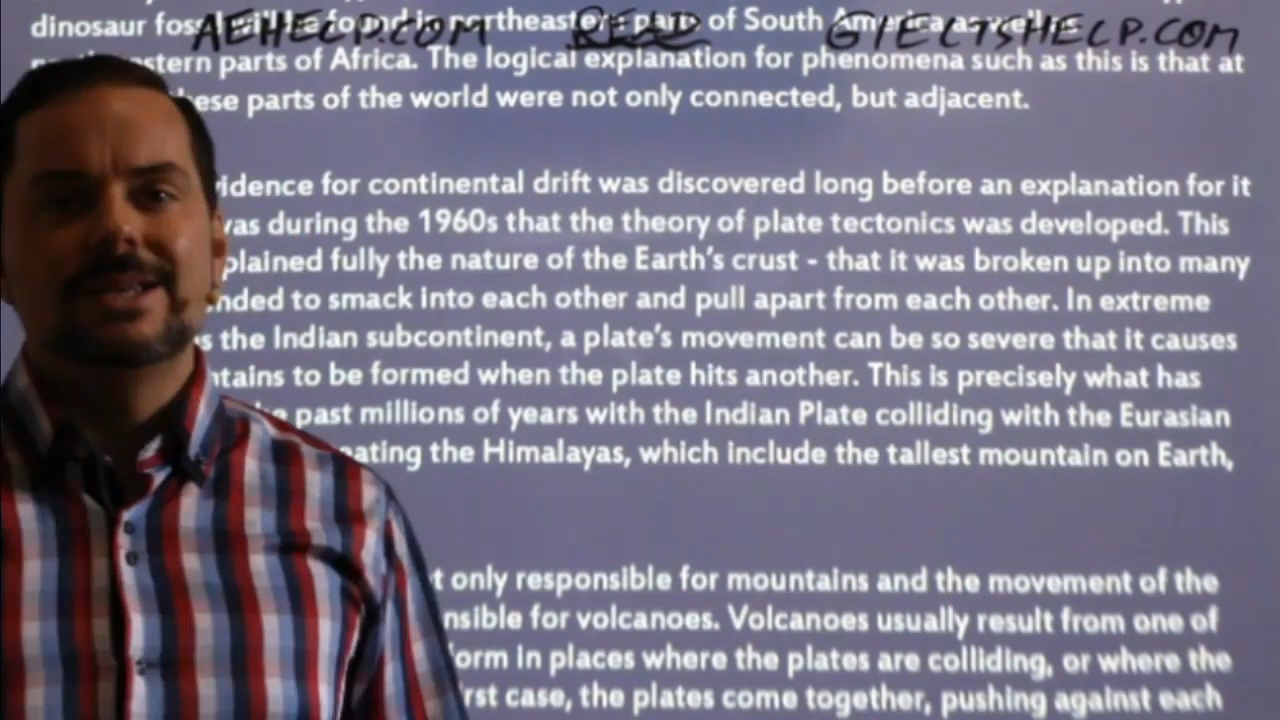 AEHELP.COM READ GIELTSHELP.COM
dinosaur fossil will be found in northeastern parts of South America as well as
parts of Africa. The logical explanation for phenomena such as this is that at
these parts of the world were not only connected, but adjacent.
evidence for continental drift was discovered long before an explanation for it
was during the 1960s that the theory of plate tectonics was developed. This
explained fully the nature of the Earth's crust - that it was broken up into many
tended to smack into each other and pull apart from each other. In extreme
the Indian subcontinent, a plate's movement can be so severe that it causes
mountains to be formed when the plate hits another. This is precisely what has
the past millions of years with the Indian Plate colliding with the Eurasian
creating the Himalayas, which include the tallest mountain on Earth,
only responsible for mountains and the movement of the
responsible for volcanoes. Volcanoes usually result from one of
form in places where the plates are colliding, or where the
first case, the plates come together, pushing against each